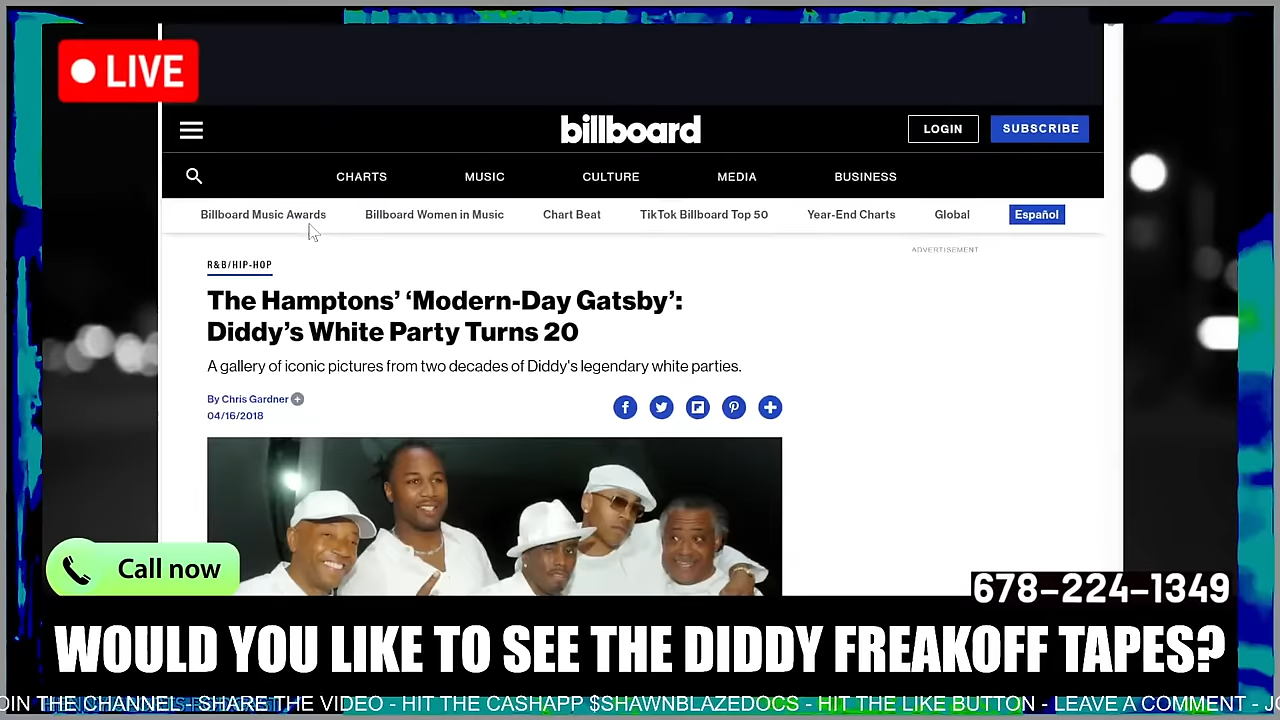 LIVE
billboard
LOGIN
SUBSCRIBE
CHARTS
MUSIC
CULTURE
MEDIA
BUSINESS
Billboard Music Awards
Billboard Women in Music
Chart Beat
TikTok Billboard Top 50
Year-End Charts
Global
Español
ADVERTISEMENT
R&B/HIP-HOP
The Hamptons’ ‘Modern-Day Gatsby’:
Diddy’s White Party Turns 20
A gallery of iconic pictures from two decades of Diddy's legendary white parties.
By Chris Gardner
04/16/2018
Call now
678-224-1349
WOULD YOU LIKE TO SEE THE DIDDY FREAKOFF TAPES?
OIN THE CHANNEL - SHARE THE VIDEO - HIT THE CASHAPP $SHAWNBLAZEDOCS - HIT THE LIKE BUTTON - LEAVE A COMMENT - JO